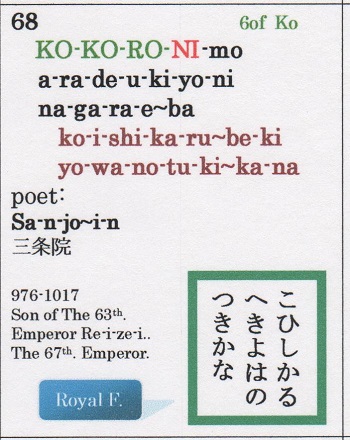 68
6of Ko
KO-KO-RO-NI-mo
a-ra-de-u-ki-yo-ni
na-ga-ra-e~ba
ko-i-shi-ka-ru~be-ki
yo-wa-no-tu-ki~ka-na
poet:
Sa-n-jo~i-n
三条院
976-1017
Son of The 63th.
Emperor Re-i-ze-i..
The 67th. Emperor.
Royal F.
こひしかる
へきよはの
つきかな